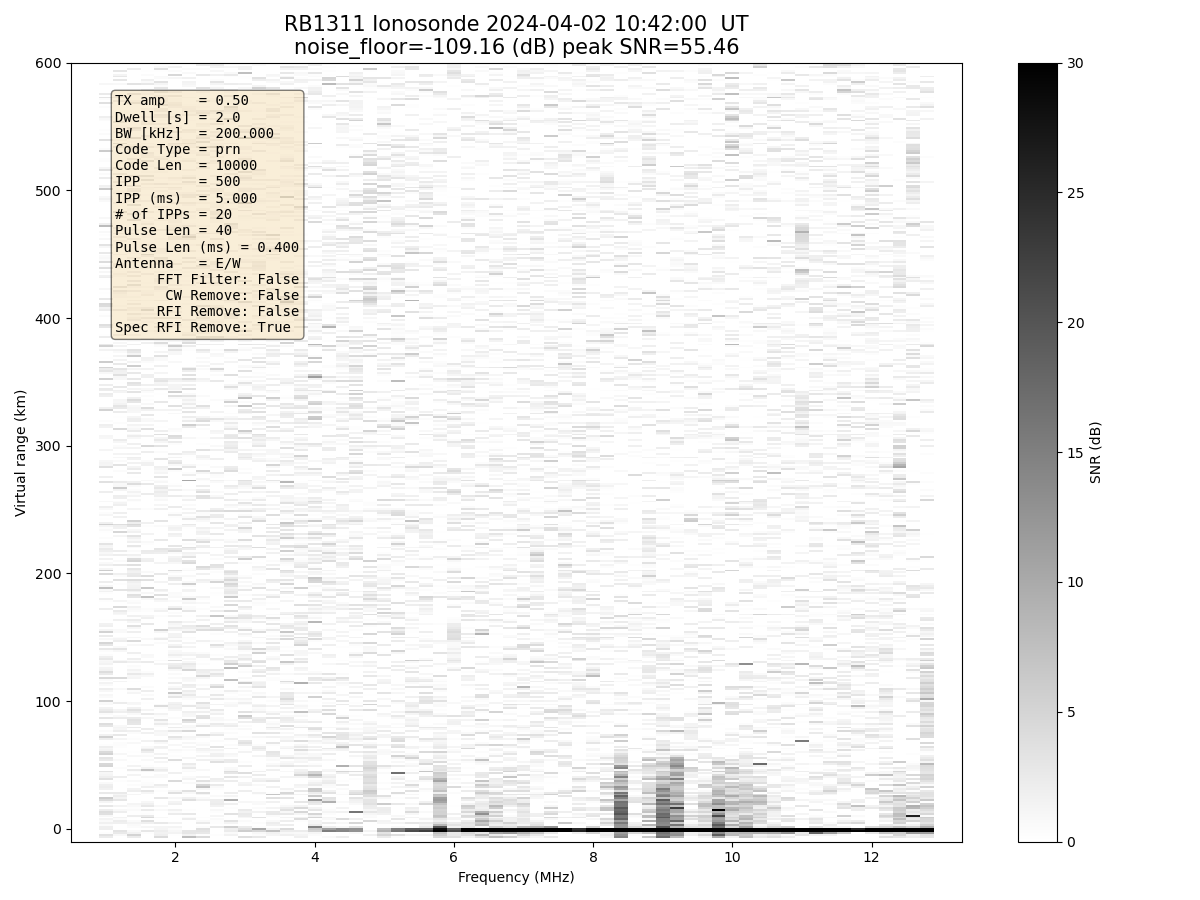 RB1311 Ionosonde 2024-04-02 10:42:00  UT
noise_floor=-109.16 (dB) peak SNR=55.46
600
500
400
300
200
100
0
Virtual range (km)
TX amp    = 0.50
Dwell [s] = 2.0
BW [kHz]  = 200.000
Code Type = prn
Code Len  = 10000
IPP       = 500
IPP (ms)  = 5.000
# of IPPs = 20
Pulse Len = 40
Pulse Len (ms) = 0.400
Antenna   = E/W
FFT Filter: False
CW Remove: False
RFI Remove: False
Spec RFI Remove: True
2 4 6 8 10 12
Frequency (MHz)
30
25
20
15
10
5
0
SNR (dB)